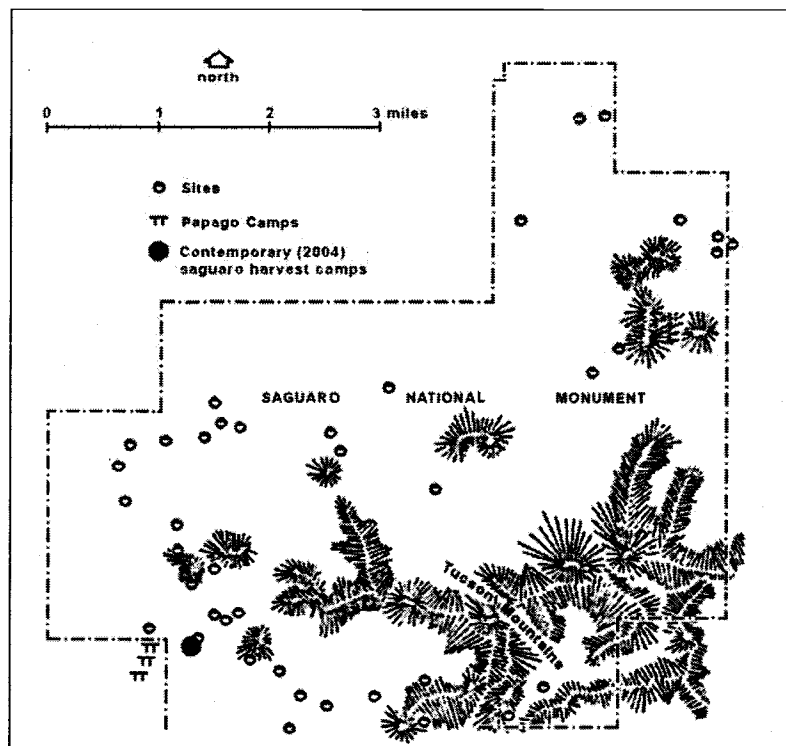 north
0 1 2 3 miles
Sites
Papago Camps
Contemporary (2004)
saguaro harvest camps
SAGUARO NATIONAL MONUMENT
Tucson Mountains